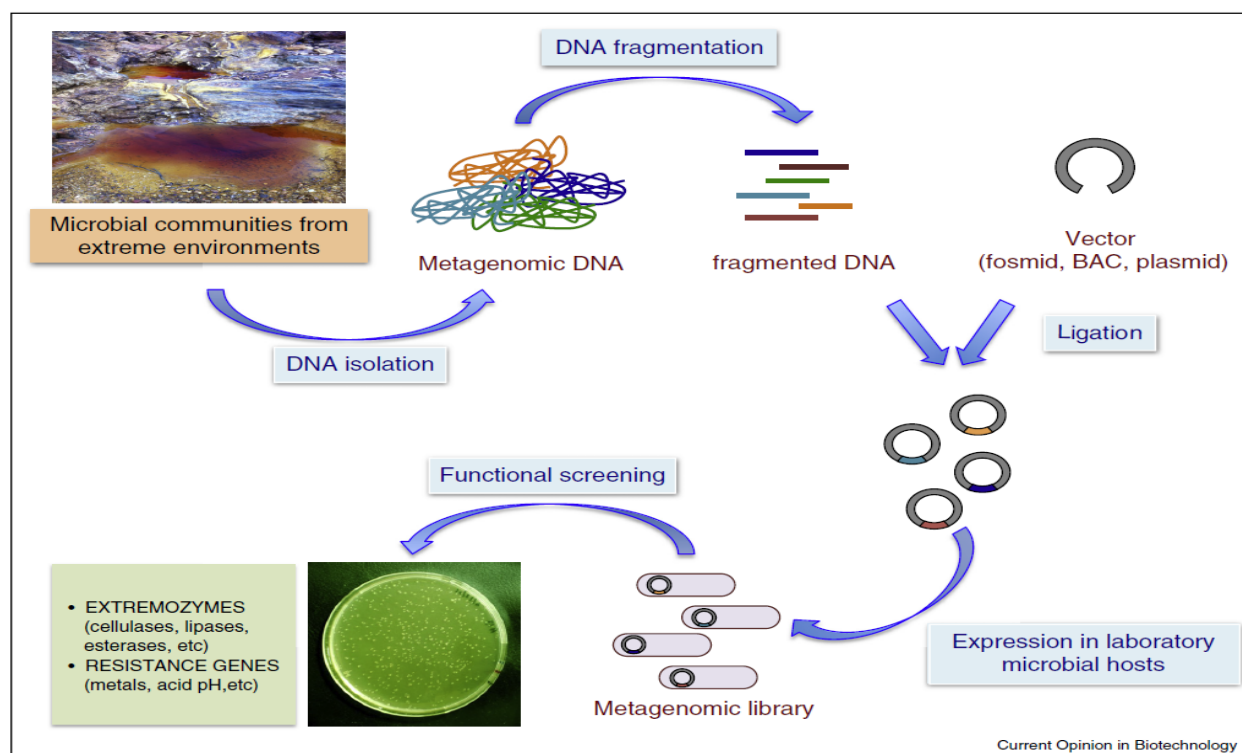 DNA fragmentation
Microbial communities from
extreme environments
Metagenomic DNA
fragmented DNA
Vector
(fosmid, BAC, plasmid)
DNA isolation
Ligation
Functional screening
• EXTREMOZYMES
(cellulases, lipases,
esterases, etc)
• RESISTANCE GENES
(metals, acid pH,etc)
Metagenomic library
Expression in laboratory
microbial hosts
Current Opinion in Biotechnology